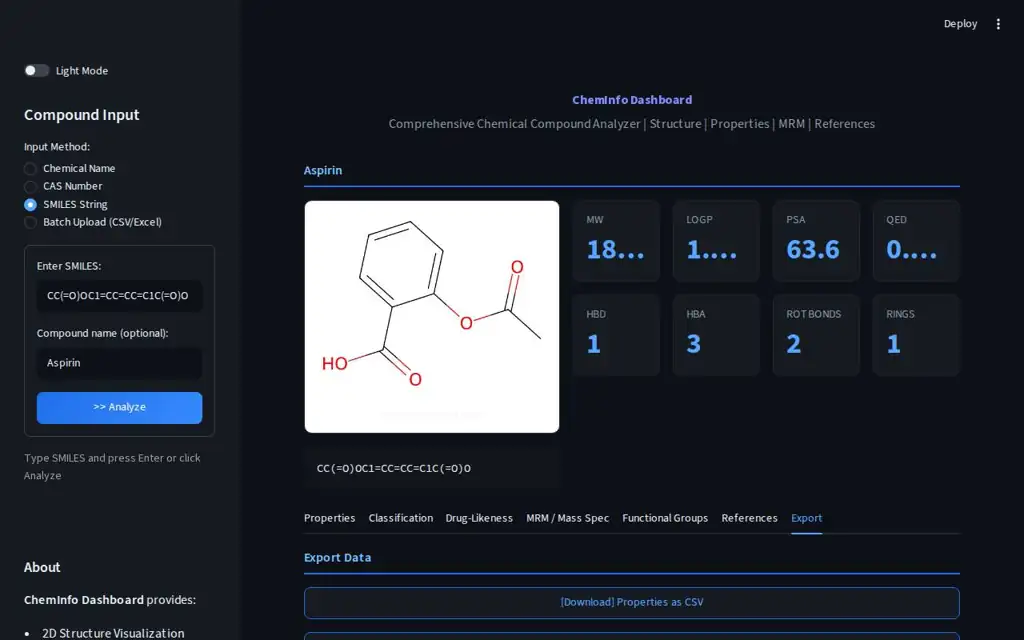 Deploy
Light Mode
Compound Input
Input Method:
Chemical Name
CAS Number
SMILES String
Batch Upload (CSV/Excel)
Enter SMILES:
CC(=O)OC1=CC=CC=C1C(=O)O
Compound name (optional):
Aspirin
>> Analyze
Type SMILES and press Enter or click
Analyze
About
ChemInfo Dashboard provides:
• 2D Structure Visualization
ChemInfo Dashboard
Comprehensive Chemical Compound Analyzer | Structure | Properties | MRM | References
Aspirin
O
O
HO
O
MW
18...
LOGP
1....
PSA
63.6
QED
0....
HBD
1
HBA
3
ROT BONDS
2
RINGS
1
CC(=O)OC1=CC=CC=C1C(=O)O
Properties Classification Drug-Likeness MRM / Mass Spec Functional Groups References Export
Export Data
[Download] Properties as CSV